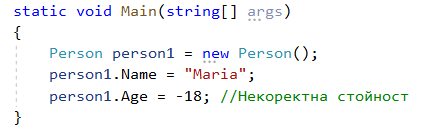 static void Main(string[] args)
{
    Person person1 = new Person();
    person1.Name = "Maria";
    person1.Age = -18; //Некоректна стойност
}